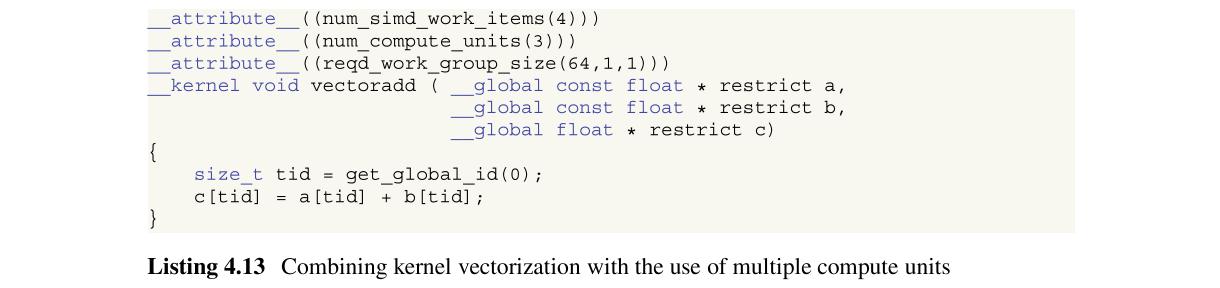 __attribute__((num_simd_work_items(4)))
__attribute__((num_compute_units(3)))
__attribute__((reqd_work_group_size(64,1,1)))
__kernel void vectoradd ( __global const float * restrict a,
__global const float * restrict b,
__global float * restrict c)
{
size_t tid = get_global_id(0);
c[tid] = a[tid] + b[tid];
}
Listing 4.13 Combining kernel vectorization with the use of multiple compute units